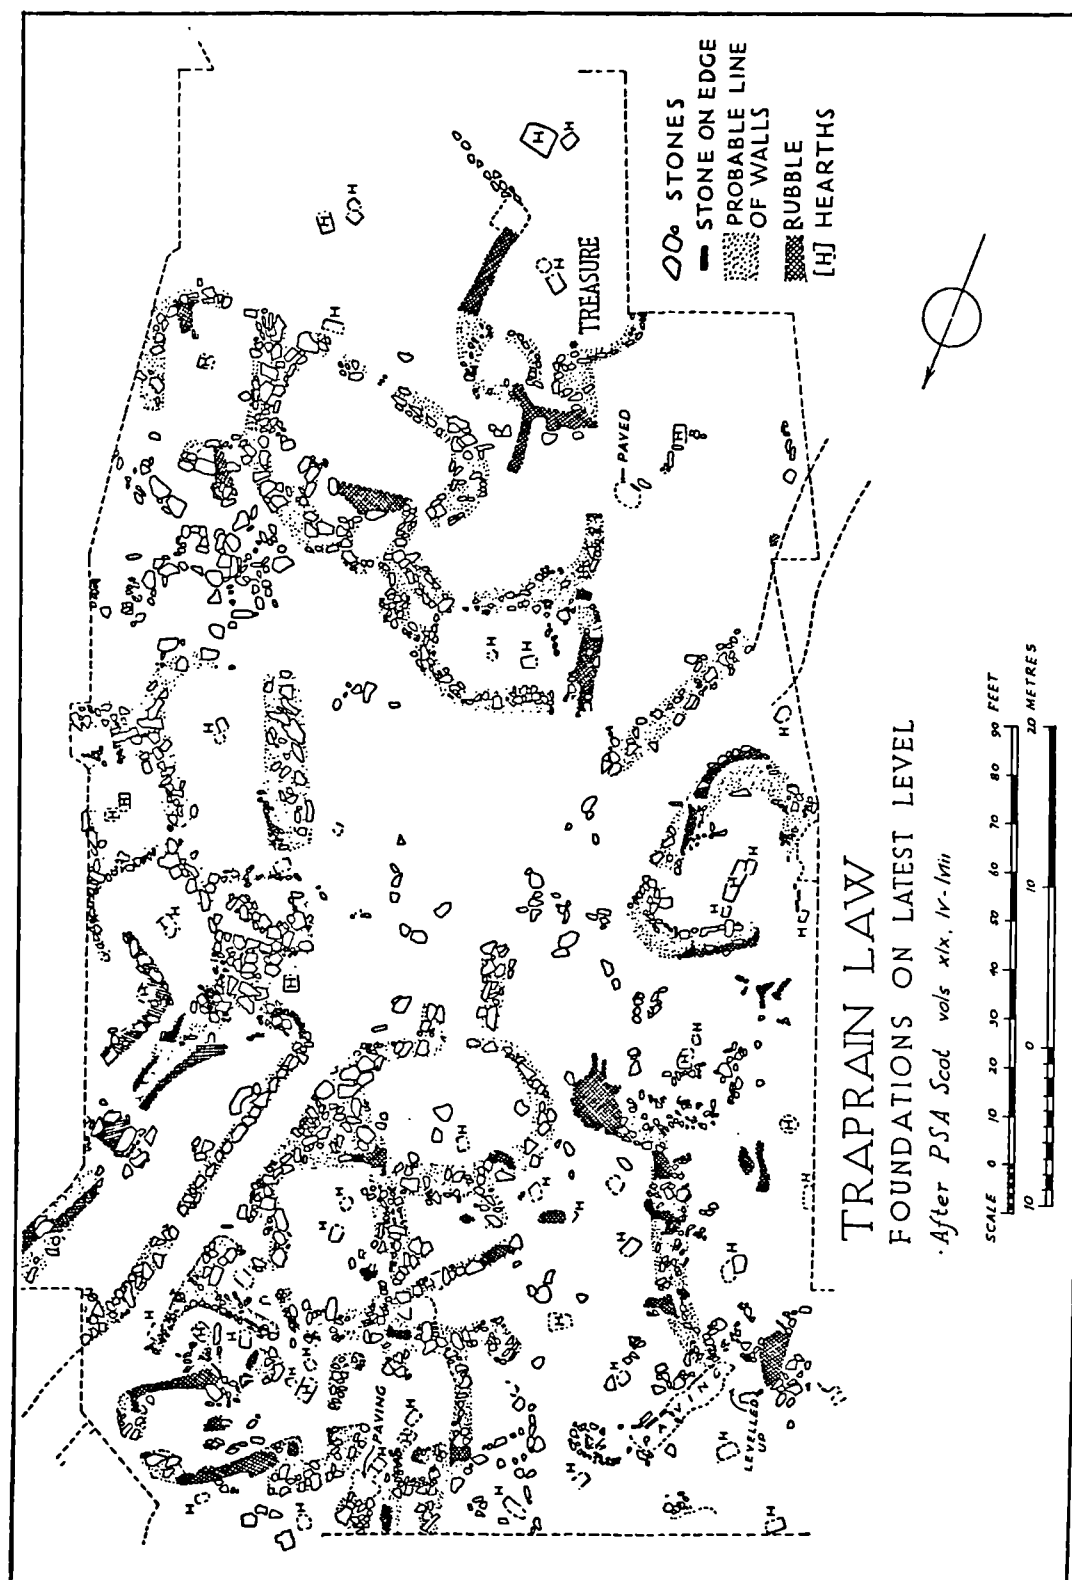 STONES
STONE ON EDGE
PROBABLE LINE
OF WALLS
RUBBLE
[H] HEARTHS
TREASURE
PAVED
PAVING
PAVING
LEVELLED
UP
TRAPRAIN LAW
FOUNDATIONS ON LATEST LEVEL
After PSA Scot vols xlx, lv-lviii
SCALE 10 0 10 20 30 40 50 60 70 80 90 FEET
10 0 10 20 METRES